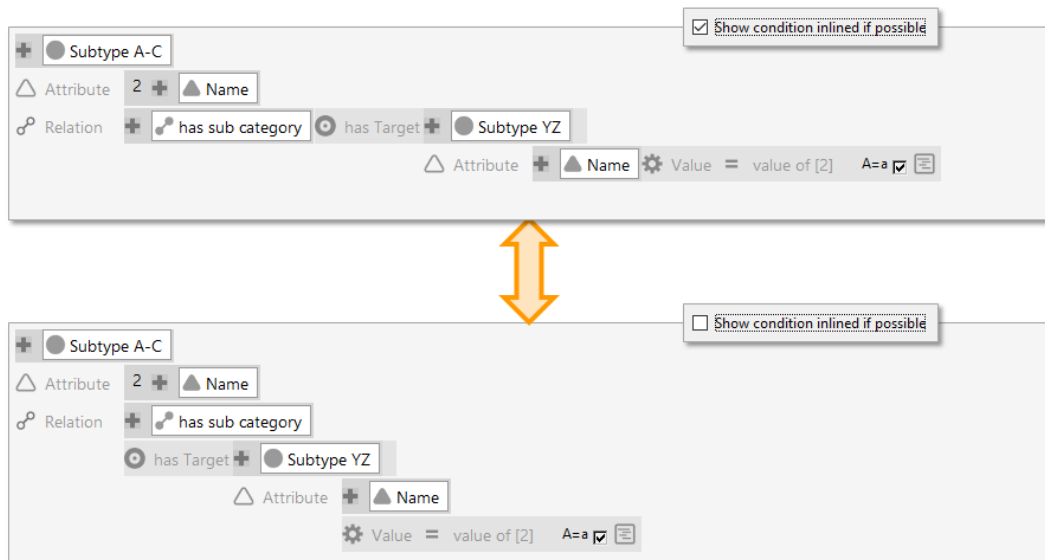 Show condition inlined if possible
Subtype A-C
Attribute 2 Name
Relation has sub category has Target Subtype YZ
Attribute Name Value = value of [2] A=a
Show condition inlined if possible
Subtype A-C
Attribute 2 Name
Relation has sub category
has Target Subtype YZ
Attribute Name
Value = value of [2] A=a